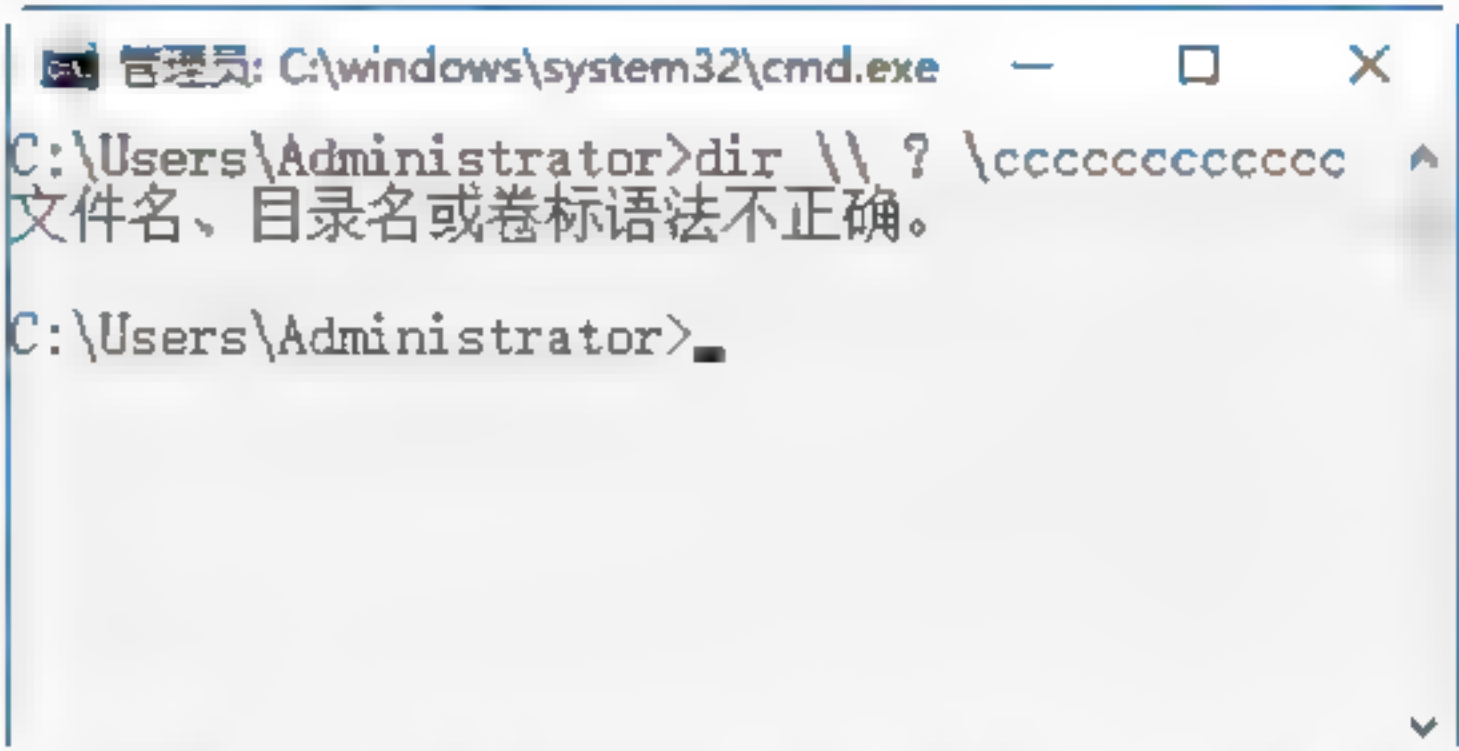 管理员: C:\windows\system32\cmd.exe
C:\Users\Administrator>dir \\ ? \cccccccccccc
文件名、目录名或卷标语法不正确。
C:\Users\Administrator>